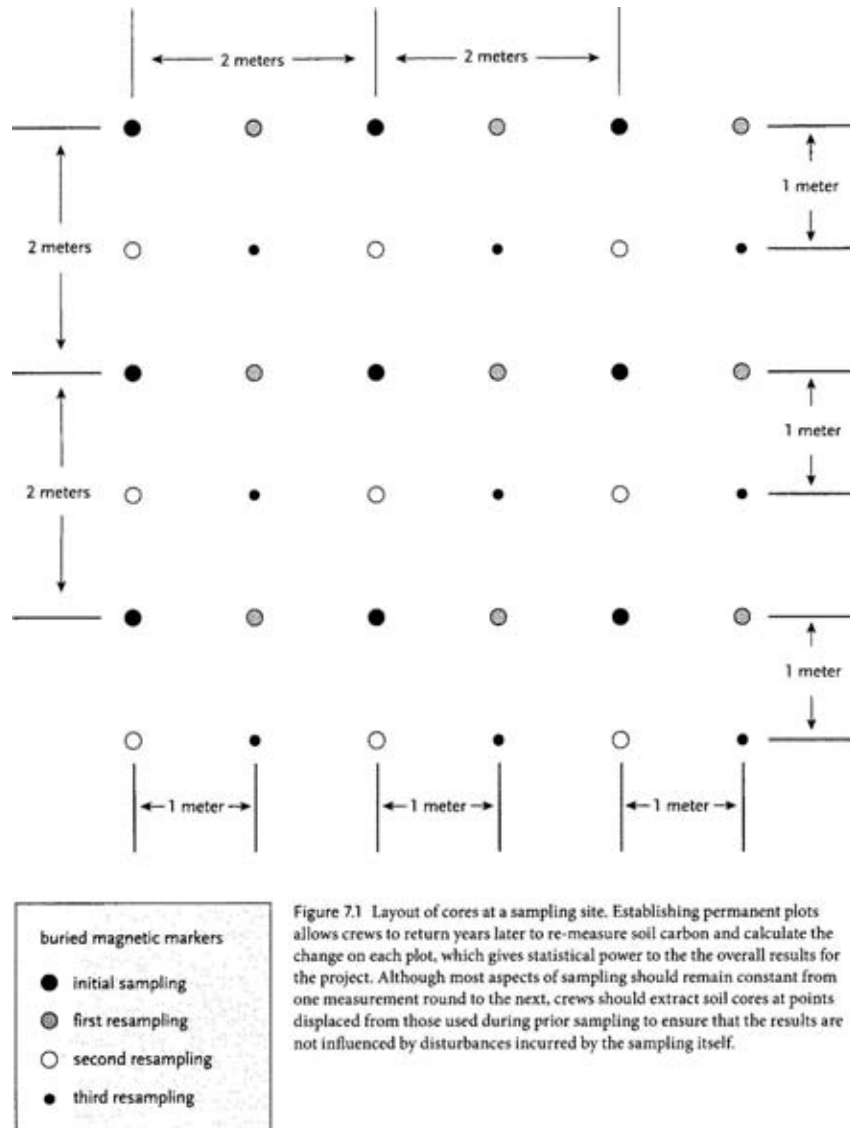 2 meters
2 meters
1 meter
2 meters
1 meter
2 meters
1 meter
1 meter
1 meter
1 meter
buried magnetic markers
initial sampling
first resampling
second resampling
third resampling
Figure 7.1 Layout of cores at a sampling site. Establishing permanent plots
allows crews to return years later to re-measure soil carbon and calculate the
change on each plot, which gives statistical power to the the overall results for
the project. Although most aspects of sampling should remain constant from
one measurement round to the next, crews should extract soil cores at points
displaced from those used during prior sampling to ensure that the results are
not influenced by disturbances incurred by the sampling itself.